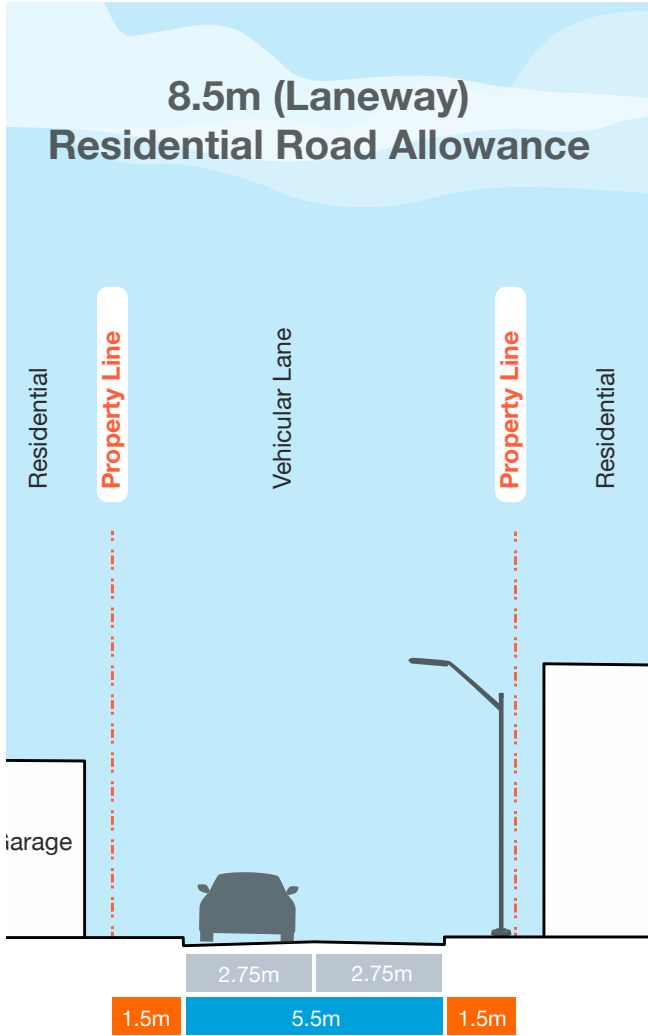 8.5m (Laneway)
Residential Road Allowance
Residential
Property Line
Vehicular Lane
Property Line
Residential
arage
2.75m
2.75m
1.5m
5.5m
1.5m